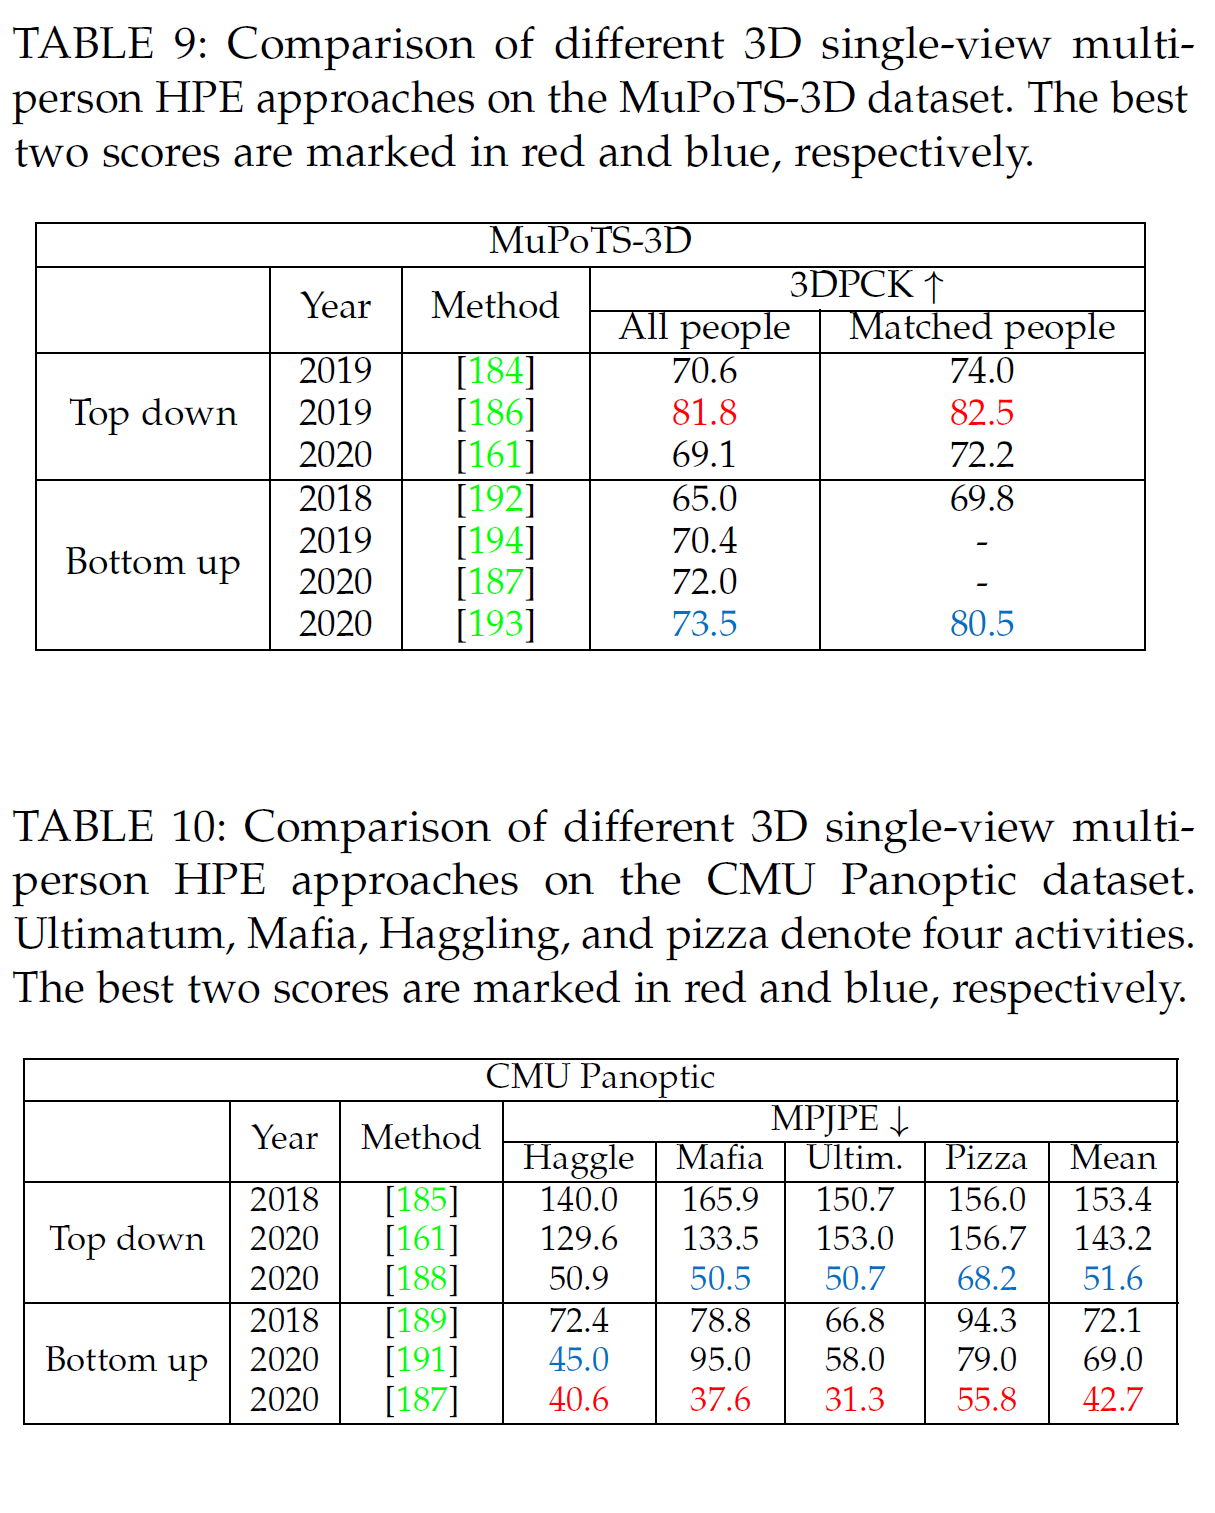 TABLE 9: Comparison of different 3D single-view multi-
person HPE approaches on the MuPoTS-3D dataset. The best
two scores are marked in red and blue, respectively.
MuPoTS-3D
Year Method 3DPCK ↑
All people Matched people
Top down
2019 [184] 70.6 74.0
2019 [186] 81.8 82.5
2020 [161] 69.1 72.2
Bottom up
2018 [192] 65.0 69.8
2019 [194] 70.4 -
2020 [187] 72.0 -
2020 [193] 73.5 80.5
TABLE 10: Comparison of different 3D single-view multi-
person HPE approaches on the CMU Panoptic dataset.
Ultimatum, Mafia, Haggling, and pizza denote four activities.
The best two scores are marked in red and blue, respectively.
CMU Panoptic
Year Method MPJPE ↓
Haggle Mafia Ultim. Pizza Mean
Top down
2018 [185] 140.0 165.9 150.7 156.0 153.4
2020 [161] 129.6 133.5 153.0 156.7 143.2
2020 [188] 50.9 50.5 50.7 68.2 51.6
Bottom up
2018 [189] 72.4 78.8 66.8 94.3 72.1
2020 [191] 45.0 95.0 58.0 79.0 69.0
2020 [187] 40.6 37.6 31.3 55.8 42.7